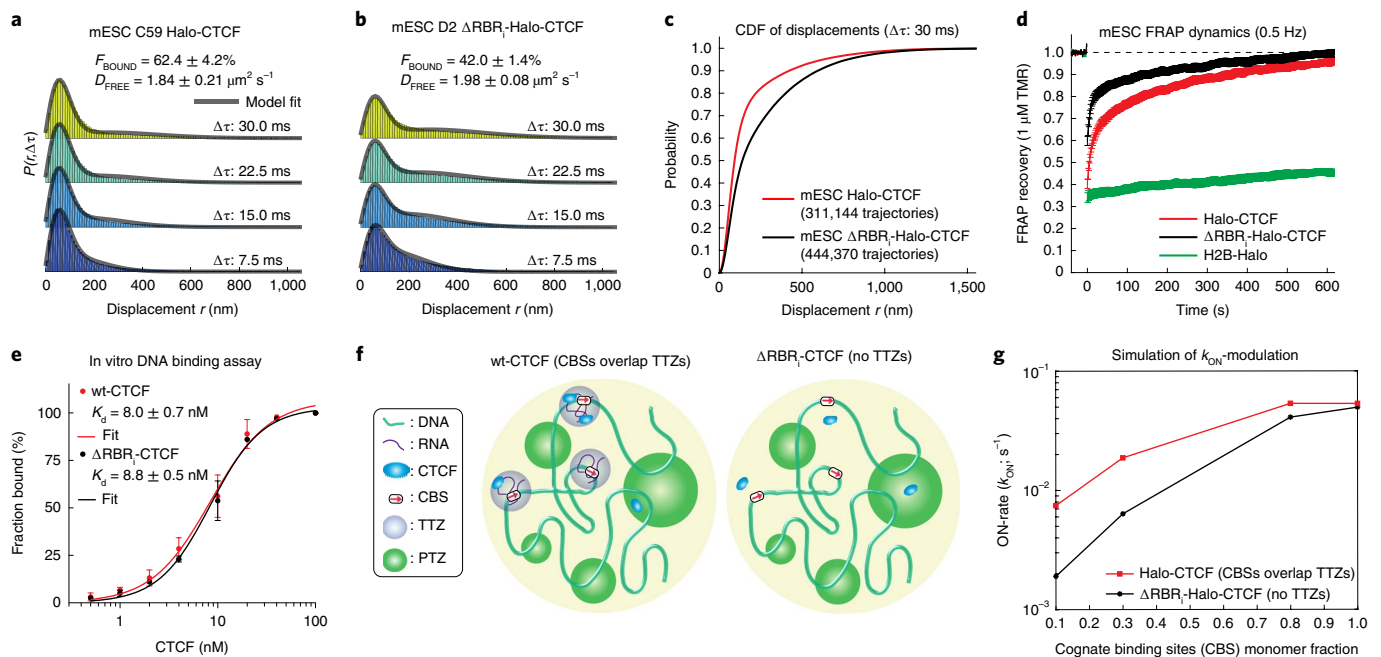 a
mESC C59 Halo-CTCF
F_BOUND = 62.4 ± 4.2%
D_FREE = 1.84 ± 0.21 μm² s⁻¹
Model fit
Δτ: 30.0 ms
Δτ: 22.5 ms
Δτ: 15.0 ms
Δτ: 7.5 ms
P(r,Δτ)
0 200 400 600 800 1,000
Displacement r (nm)
b
mESC D2 ΔRBRᵢ-Halo-CTCF
F_BOUND = 42.0 ± 1.4%
D_FREE = 1.98 ± 0.08 μm² s⁻¹
Δτ: 30.0 ms
Δτ: 22.5 ms
Δτ: 15.0 ms
Δτ: 7.5 ms
0 200 400 600 800 1,000
Displacement r (nm)
c
CDF of displacements (Δτ: 30 ms)
1.0
0.9
0.8
0.7
0.6
0.5
0.4
0.3
0.2
0.1
0
Probability
mESC Halo-CTCF
(311,144 trajectories)
mESC ΔRBRᵢ-Halo-CTCF
(444,370 trajectories)
0 500 1,000 1,500
Displacement r (nm)
d
mESC FRAP dynamics (0.5 Hz)
1.0
0.9
0.8
0.7
0.6
0.5
0.4
0.3
0.2
0.1
0
FRAP recovery (1 μM TMR)
Halo-CTCF
ΔRBRᵢ-Halo-CTCF
H2B-Halo
0 100 200 300 400 500 600
Time (s)
e
In vitro DNA binding assay
wt-CTCF
K_d = 8.0 ± 0.7 nM
Fit
ΔRBRᵢ-CTCF
K_d = 8.8 ± 0.5 nM
Fit
100
75
50
25
0
Fraction bound (%)
1 10 100
CTCF (nM)
f
wt-CTCF (CBSs overlap TTZs)
ΔRBRᵢ-CTCF (no TTZs)
: DNA
: RNA
: CTCF
: CBS
: TTZ
: PTZ
g
Simulation of k_ON-modulation
10⁻¹
10⁻²
10⁻³
ON-rate (k_ON; s⁻¹)
Halo-CTCF (CBSs overlap TTZs)
ΔRBRᵢ-Halo-CTCF (no TTZs)
0.1 0.2 0.3 0.4 0.5 0.6 0.7 0.8 0.9 1.0
Cognate binding sites (CBS) monomer fraction